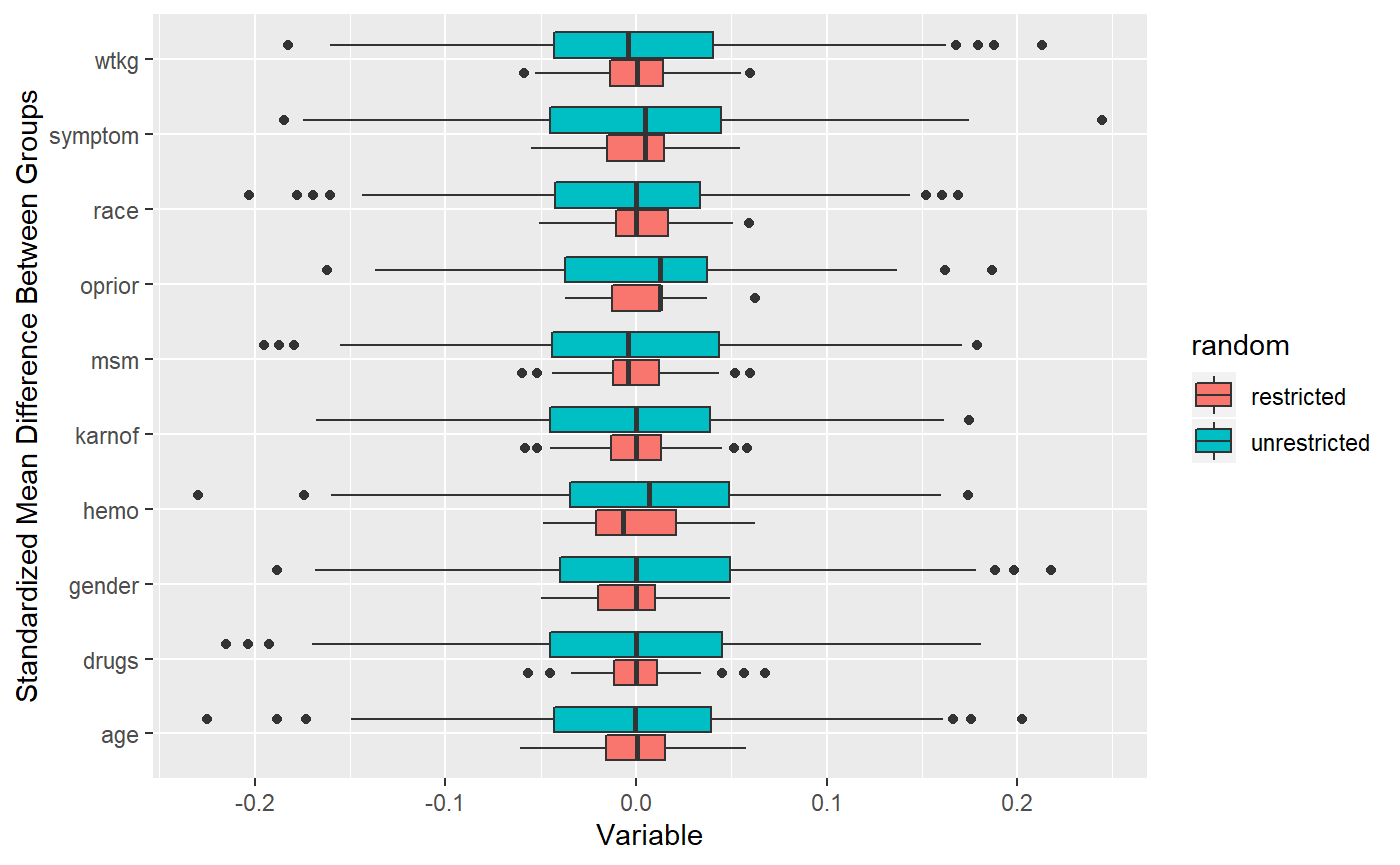 Standardized Mean Difference Between Groups
wtkg
symptom
race
oprior
msm
karnof
hemo
gender
drugs
age
-0.2
-0.1
0.0
0.1
0.2
Variable
random
restricted
unrestricted